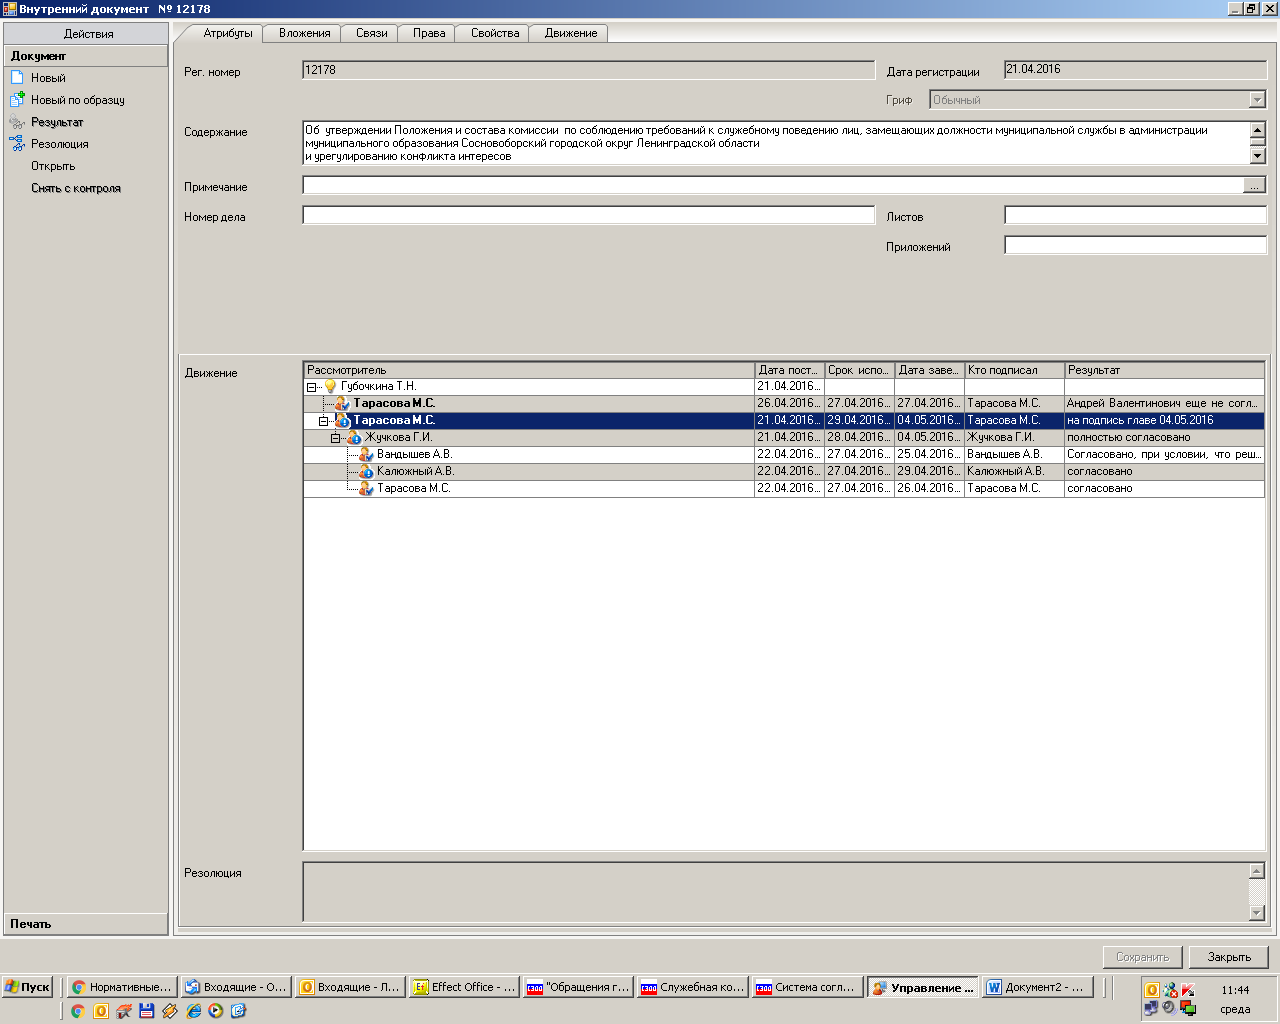 Внутренний документ № 12178
Действия
Документ
Новый
Новый по образцу
Результат
Резолюция
Открыть
Снять с контроля
Печать
Атрибуты Вложения Связи Права Свойства Движение
Рег. номер 12178 Дата регистрации 21.04.2016
Гриф Обычный
Содержание
Об утверждении Положения и состава комиссии по соблюдению требований к служебному поведению лиц, замещающих должности муниципальной службы в администрации
муниципального образования Сосновоборский городской округ Ленинградской области
и урегулированию конфликта интересов
Примечание ...
Номер дела Листов
Приложений
Движение
Рассмотритель Дата пост... Срок испо... Дата заве... Кто подписал Результат
Губочкина Т.Н. 21.04.2016...
Тарасова М.С. 26.04.2016... 27.04.2016... 27.04.2016... Тарасова М.С. Андрей Валентинович еще не согл...
Тарасова М.С. 21.04.2016... 29.04.2016... 04.05.2016... Тарасова М.С. на подпись главе 04.05.2016
Жучкова Г.И. 21.04.2016... 28.04.2016... 04.05.2016... Жучкова Г.И. полностью согласовано
Вандышев А.В. 22.04.2016... 27.04.2016... 25.04.2016... Вандышев А.В. Согласовано, при условии, что реш...
Калюжный А.В. 22.04.2016... 27.04.2016... 29.04.2016... Калюжный А.В. согласовано
Тарасова М.С. 22.04.2016... 27.04.2016... 26.04.2016... Тарасова М.С. согласовано
Резолюция
Сохранить Закрыть
Пуск Нормативные... Входящие - О... Входящие - Л... Effect Office - ... "Обращения г... Служебная ко... Система согл... Управление ... Документ2 - ...
11:44
среда